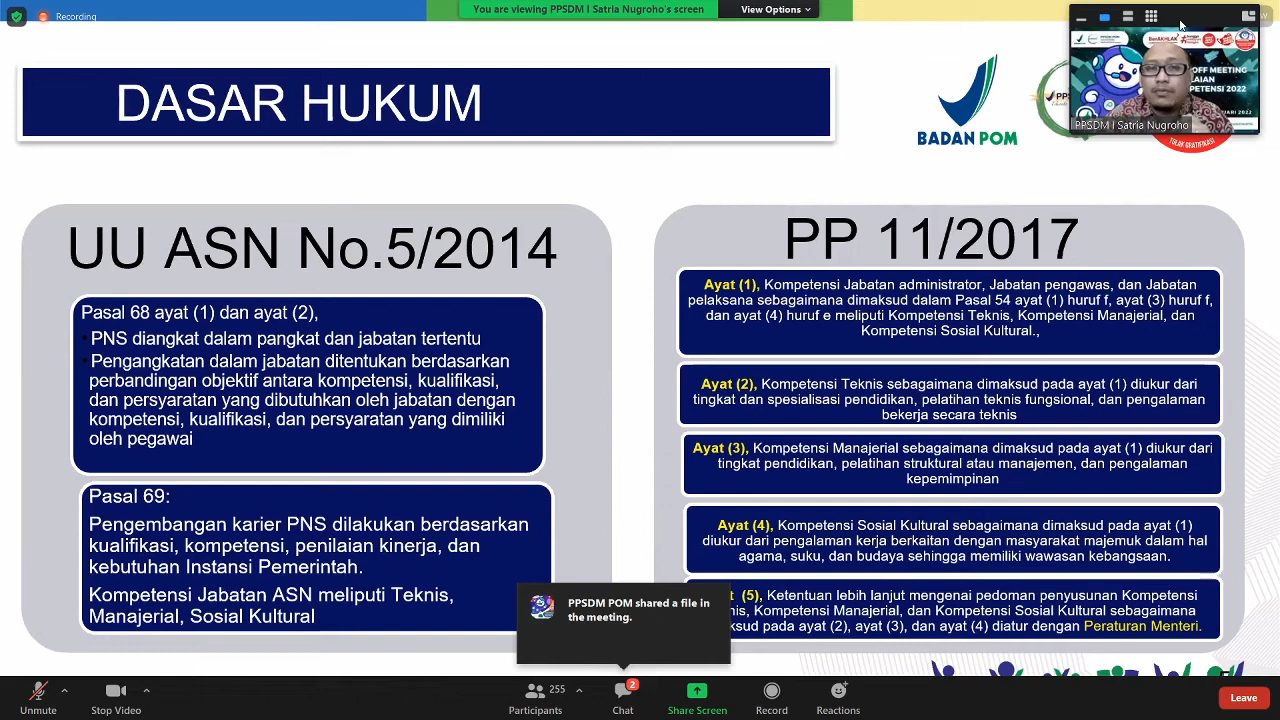 Recording
You are viewing PPSDM I Satria Nugroho's screen
View Options
DASAR HUKUM
BADAN POM
OFF MEETING
2022
PPSDM I Satria Nugroho
TOLAK GRATIFIKASI
UU ASN No.5/2014
Pasal 68 ayat (1) dan ayat (2),
PNS diangkat dalam pangkat dan jabatan tertentu
Pengangkatan dalam jabatan ditentukan berdasarkan
perbandingan objektif antara kompetensi, kualifikasi,
dan persyaratan yang dibutuhkan oleh jabatan dengan
kompetensi, kualifikasi, dan persyaratan yang dimiliki
oleh pegawai
Pasal 69:
Pengembangan karier PNS dilakukan berdasarkan
kualifikasi, kompetensi, penilaian kinerja, dan
kebutuhan Instansi Pemerintah.
Kompetensi Jabatan ASN meliputi Teknis,
Manajerial, Sosial Kultural
PP 11/2017
Ayat (1), Kompetensi Jabatan administrator, Jabatan pengawas, dan Jabatan
pelaksana sebagaimana dimaksud dalam Pasal 54 ayat (1) huruf f, ayat (3) huruf f,
dan ayat (4) huruf e meliputi Kompetensi Teknis, Kompetensi Manajerial, dan
Kompetensi Sosial Kultural.,
Ayat (2), Kompetensi Teknis sebagaimana dimaksud pada ayat (1) diukur dari
tingkat dan spesialisasi pendidikan, pelatihan teknis fungsional, dan pengalaman
bekerja secara teknis
Ayat (3), Kompetensi Manajerial sebagaimana dimaksud pada ayat (1) diukur dari
tingkat pendidikan, pelatihan struktural atau manajemen, dan pengalaman
kepemimpinan
Ayat (4), Kompetensi Sosial Kultural sebagaimana dimaksud pada ayat (1)
diukur dari pengalaman kerja berkaitan dengan masyarakat majemuk dalam hal
agama, suku, dan budaya sehingga memiliki wawasan kebangsaan.
t (5), Ketentuan lebih lanjut mengenai pedoman penyusunan Kompetensi
nis, Kompetensi Manajerial, dan Kompetensi Sosial Kultural sebagaimana
ksud pada ayat (2), ayat (3), dan ayat (4) diatur dengan Peraturan Menteri.
PPSDM POM shared a file in
the meeting.
255
2
Unmute
Stop Video
Participants
Chat
Share Screen
Record
Reactions
Leave